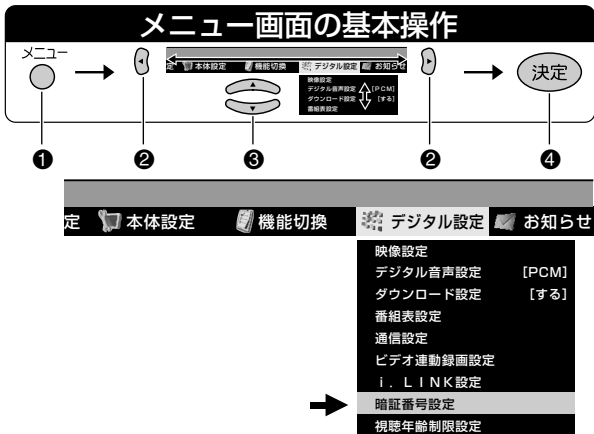 メニュー画面の基本操作
メニュー
定 本体設定 機能切換 デジタル設定 お知らせ
映像設定
デジタル音声設定 [PCM]
ダウンロード設定 [する]
番組表設定
決定
❶ ❷ ❸ ❷ ❹
定 本体設定 機能切換 デジタル設定 お知らせ
映像設定
デジタル音声設定 [PCM]
ダウンロード設定 [する]
番組表設定
通信設定
ビデオ連動録画設定
i.LINK設定
暗証番号設定
視聴年齢制限設定